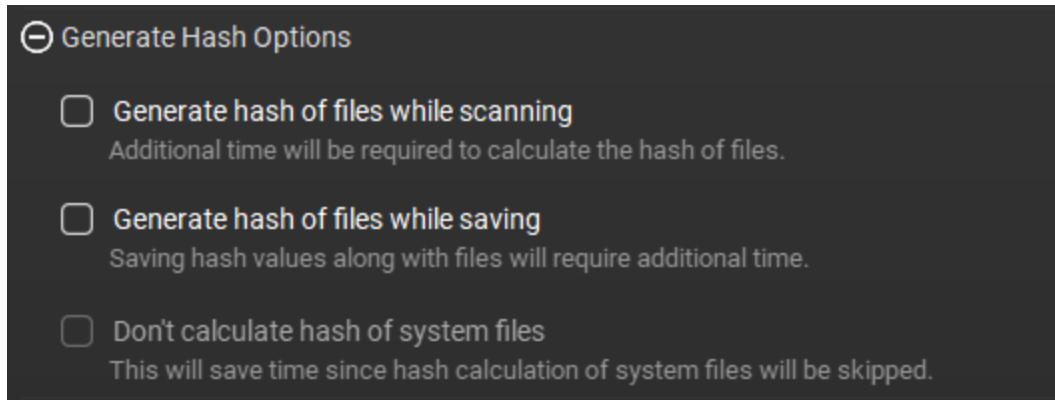 Generate Hash Options
Generate hash of files while scanning
Additional time will be required to calculate the hash of files.
Generate hash of files while saving
Saving hash values along with files will require additional time.
Don't calculate hash of system files
This will save time since hash calculation of system files will be skipped.